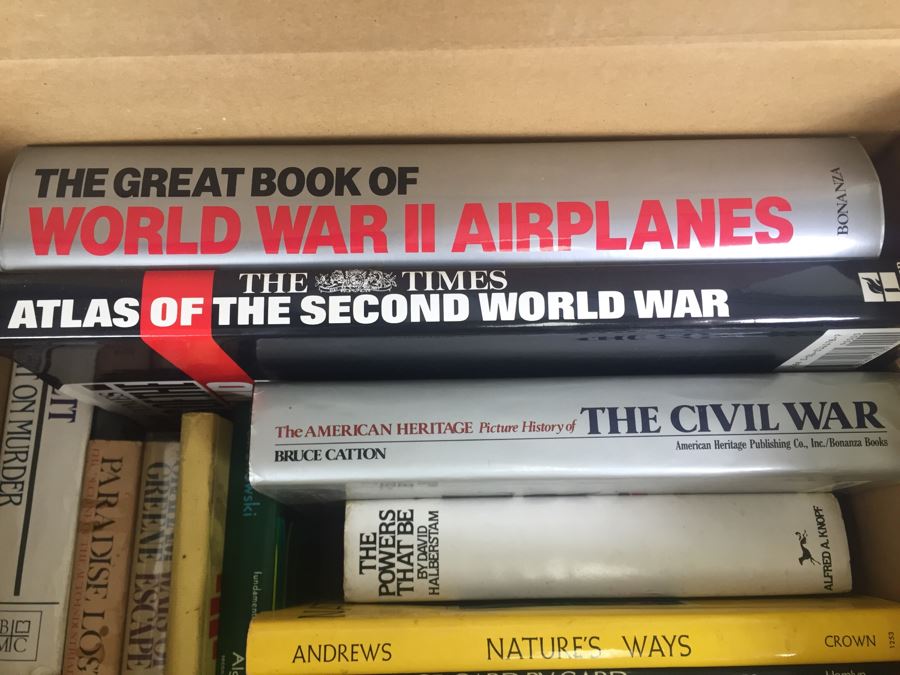 THE GREAT BOOK OF
WORLD WAR II AIRPLANES
BONANZA
THE TIMES
ATLAS OF THE SECOND WORLD WAR
The AMERICAN HERITAGE Picture History of THE CIVIL WAR
BRUCE CATTON
American Heritage Publishing Co., Inc./Bonanza Books
THE
POWERS
THAT BE
BY DAVID
HALBERSTAM
ALFRED A. KNOPF
ANDREWS NATURE'S WAYS CROWN
1253
ON MURDER
PARADISE LOS
GREENE ESCAPE